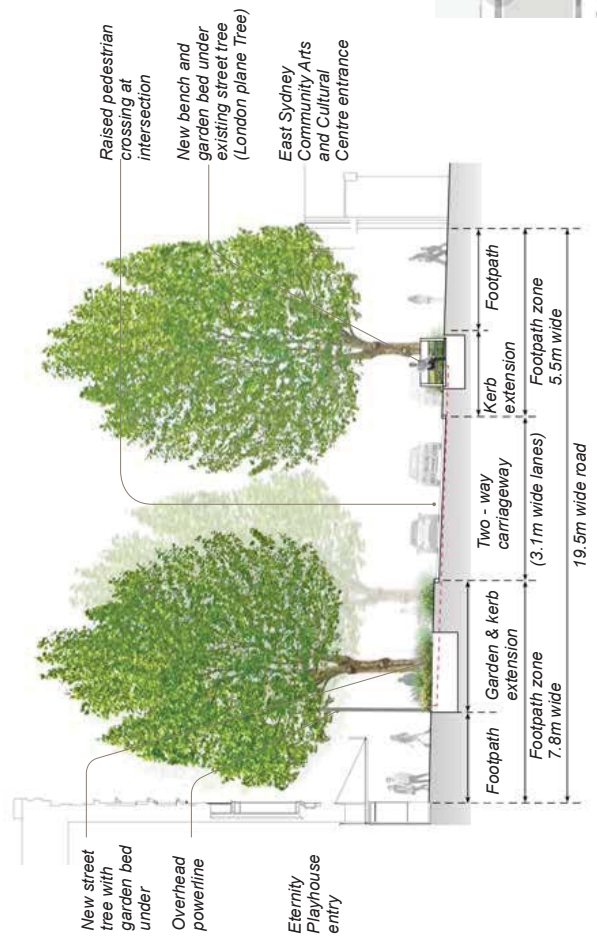 New street
tree with
garden bed
under
Overhead
powerline
Eternity
Playhouse
entry
Raised pedestrian
crossing at
intersection
New bench and
garden bed under
existing street tree
(London plane Tree)
East Sydney
Community Arts
and Cultural
Centre entrance
Footpath
Garden & kerb
extension
Two - way
carriageway
Kerb
extension
Footpath
Footpath zone
7.8m wide
(3.1m wide lanes)
Footpath zone
5.5m wide
19.5m wide road